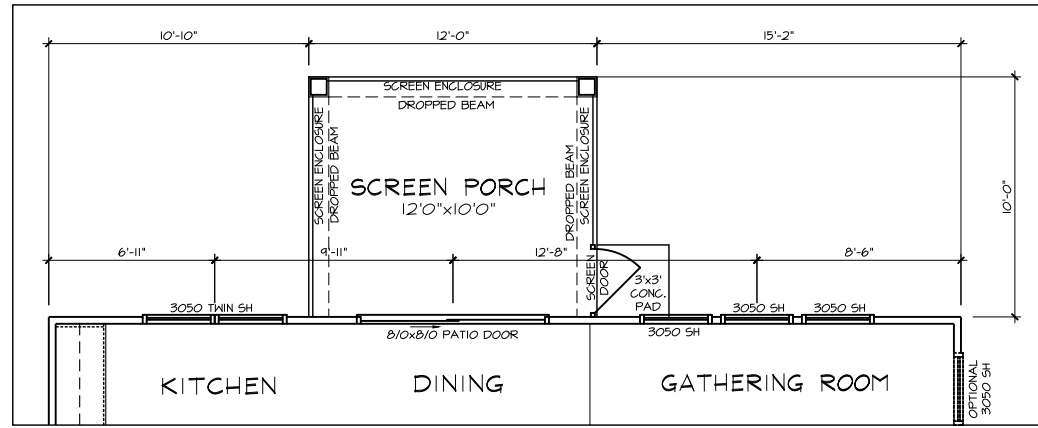 10'-10"
12'-0"
15'-2"
SCREEN ENCLOSURE
DROPPED BEAM
SCREEN ENCLOSURE
DROPPED BEAM
DROPPED BEAM
SCREEN ENCLOSURE
SCREEN PORCH
12'0"x10'0"
10'-0"
6'-11"
9'-11"
12'-8"
8'-6"
SCREEN
DOOR
3'x3'
CONC.
PAD
3050 TWIN SH
8/0x8/0 PATIO DOOR
3050 SH
3050 SH
3050 SH
KITCHEN
DINING
GATHERING ROOM
OPTIONAL
3050 SH